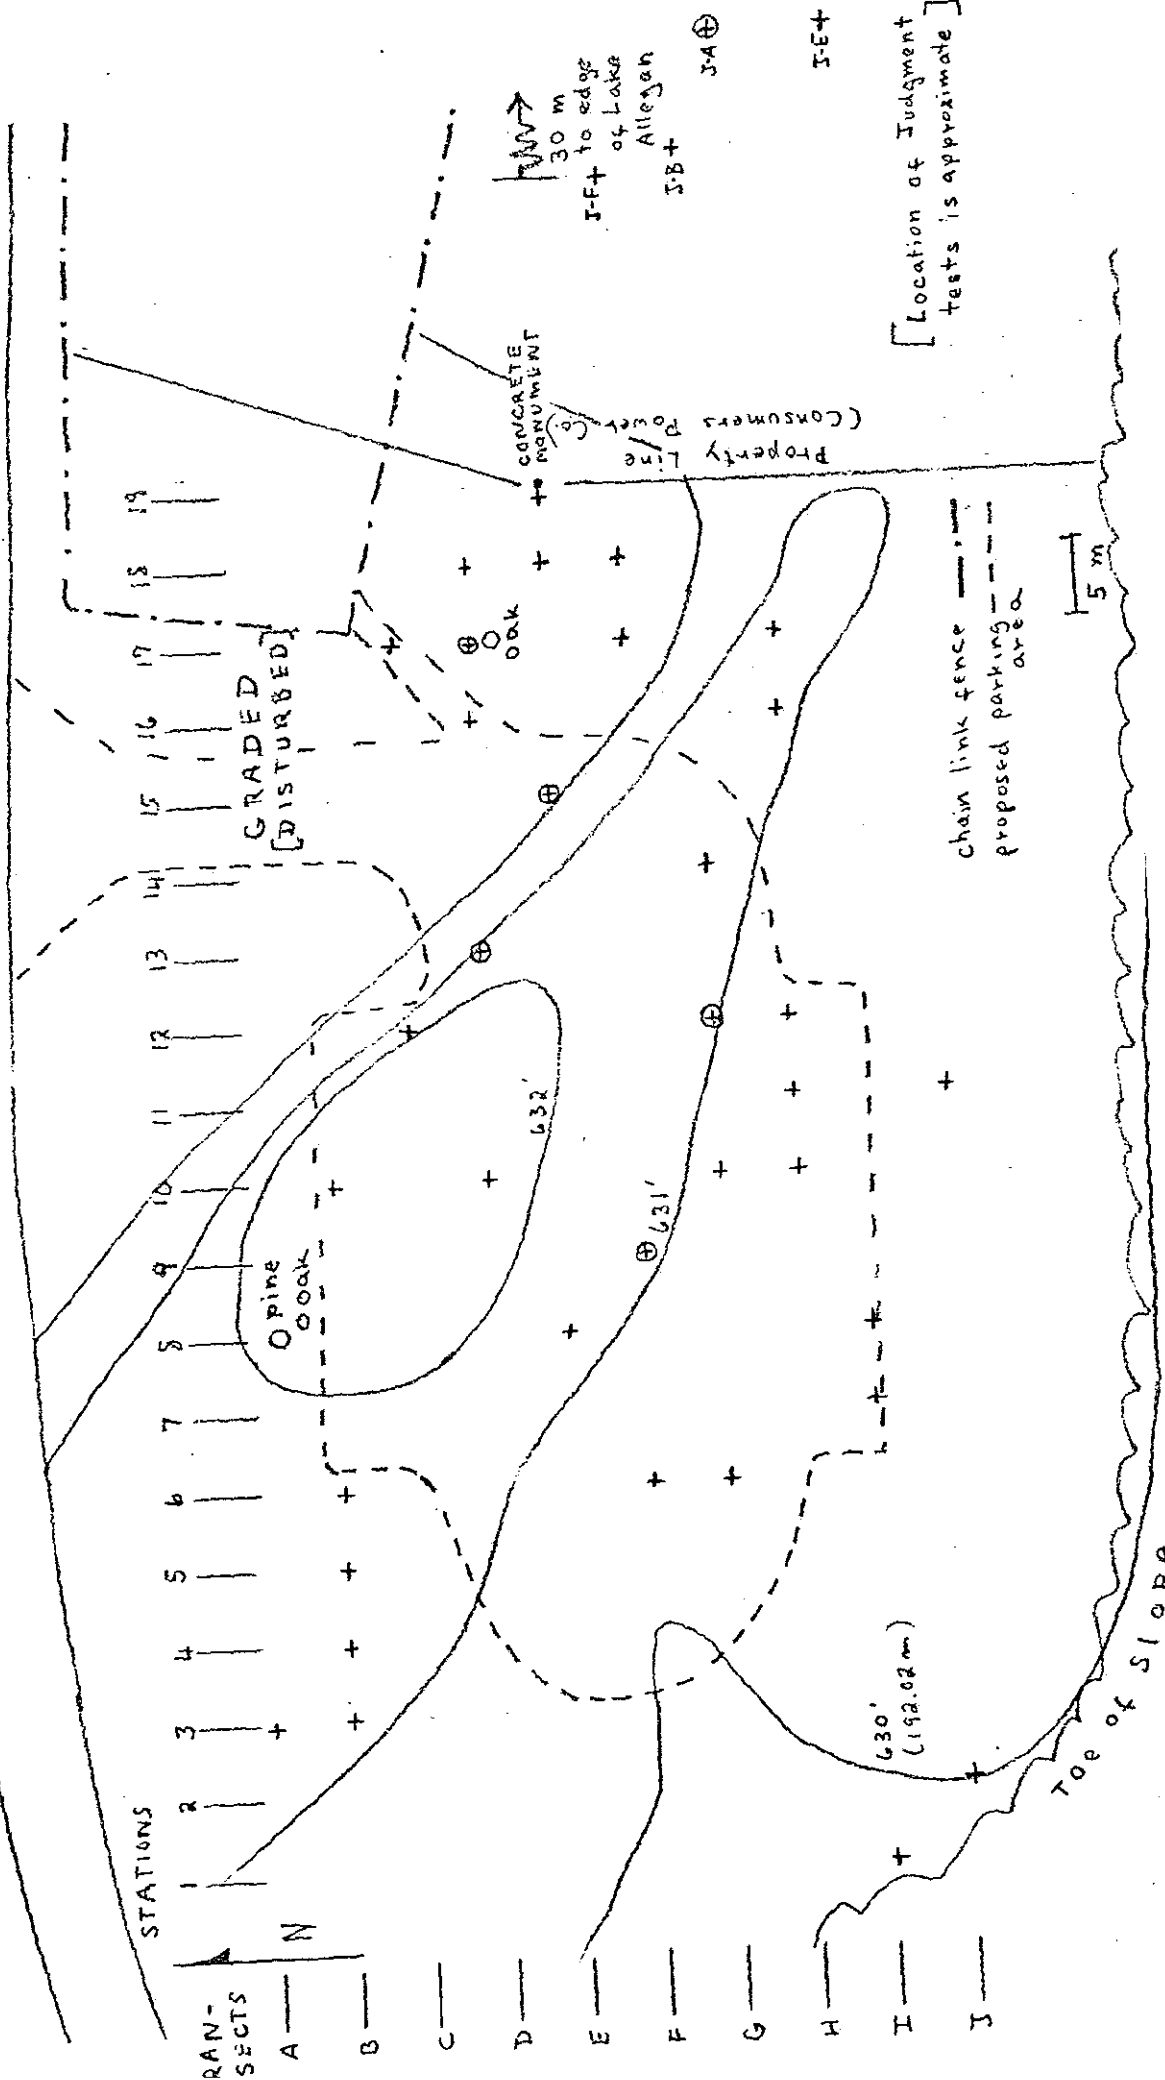 STATIONS
1
2
3
4
5
6
7
8
9
10
11
12
13
14
15
16
17
18
19
RAN-
SECTS
A
B
C
D
E
F
G
H
I
J
N
GRADED
[DISTURBED]
pine
oak
oak
632'
631'
630'
(192.02m)
CONCRETE
MONUMENT
Property Line
(Consumers Power Co.)
30 m
to edge
of Lake
Allegan
J-F
J-B
J-A
J-E
[Location of Judgment
tests is approximate]
chain link fence
proposed parking
area
5 m
Toe of Slope